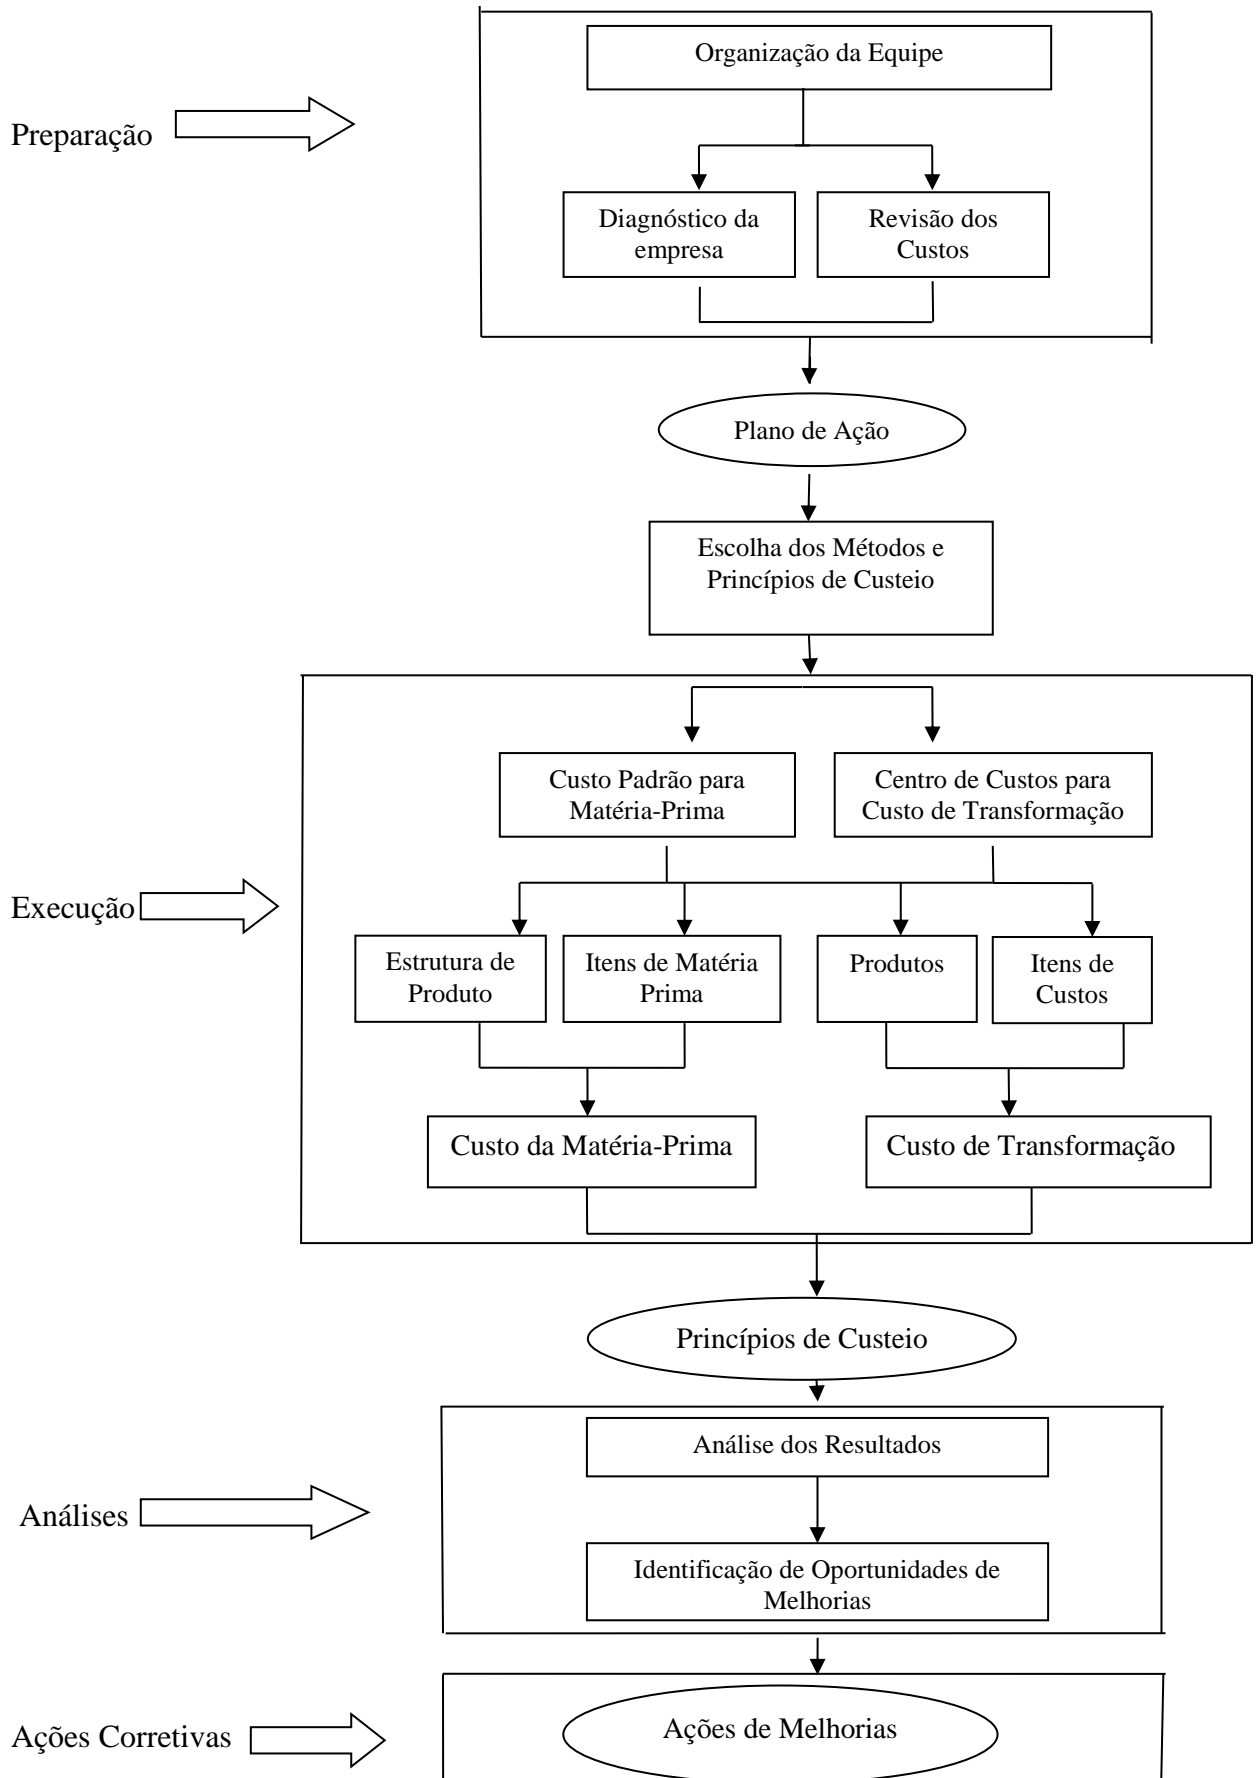 Organização da Equipe
Preparação
Diagnóstico da
empresa
Revisão dos
Custos
Plano de Ação
Escolha dos Métodos e
Princípios de Custeio
Custo Padrão para
Matéria-Prima
Centro de Custos para
Custo de Transformação
Execução
Estrutura de
Produto
Itens de Matéria
Prima
Produtos
Itens de
Custos
Custo da Matéria-Prima
Custo de Transformação
Princípios de Custeio
Análise dos Resultados
Análises
Identificação de Oportunidades de
Melhorias
Ações Corretivas
Ações de Melhorias